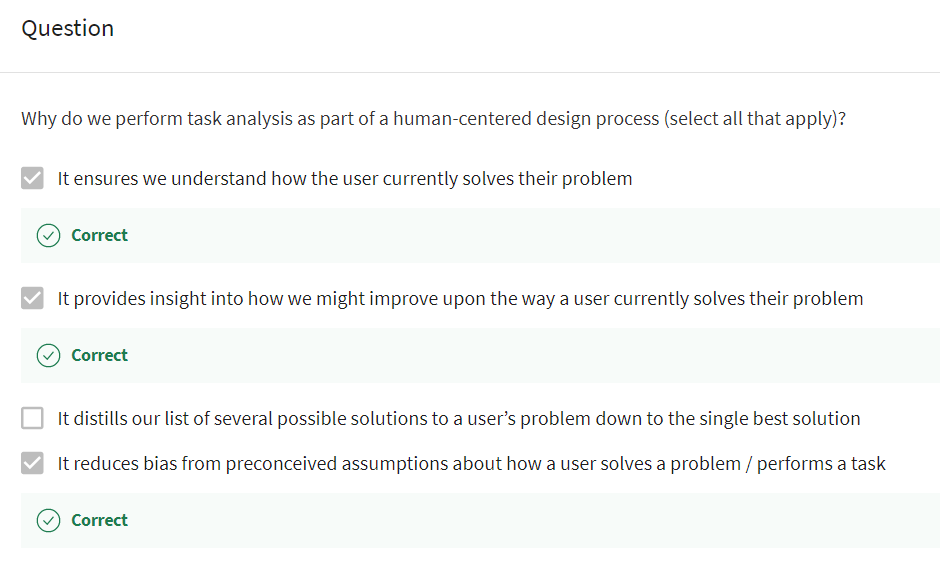 Question
Why do we perform task analysis as part of a human-centered design process (select all that apply)?
It ensures we understand how the user currently solves their problem
Correct
It provides insight into how we might improve upon the way a user currently solves their problem
Correct
It distills our list of several possible solutions to a user’s problem down to the single best solution
It reduces bias from preconceived assumptions about how a user solves a problem / performs a task
Correct